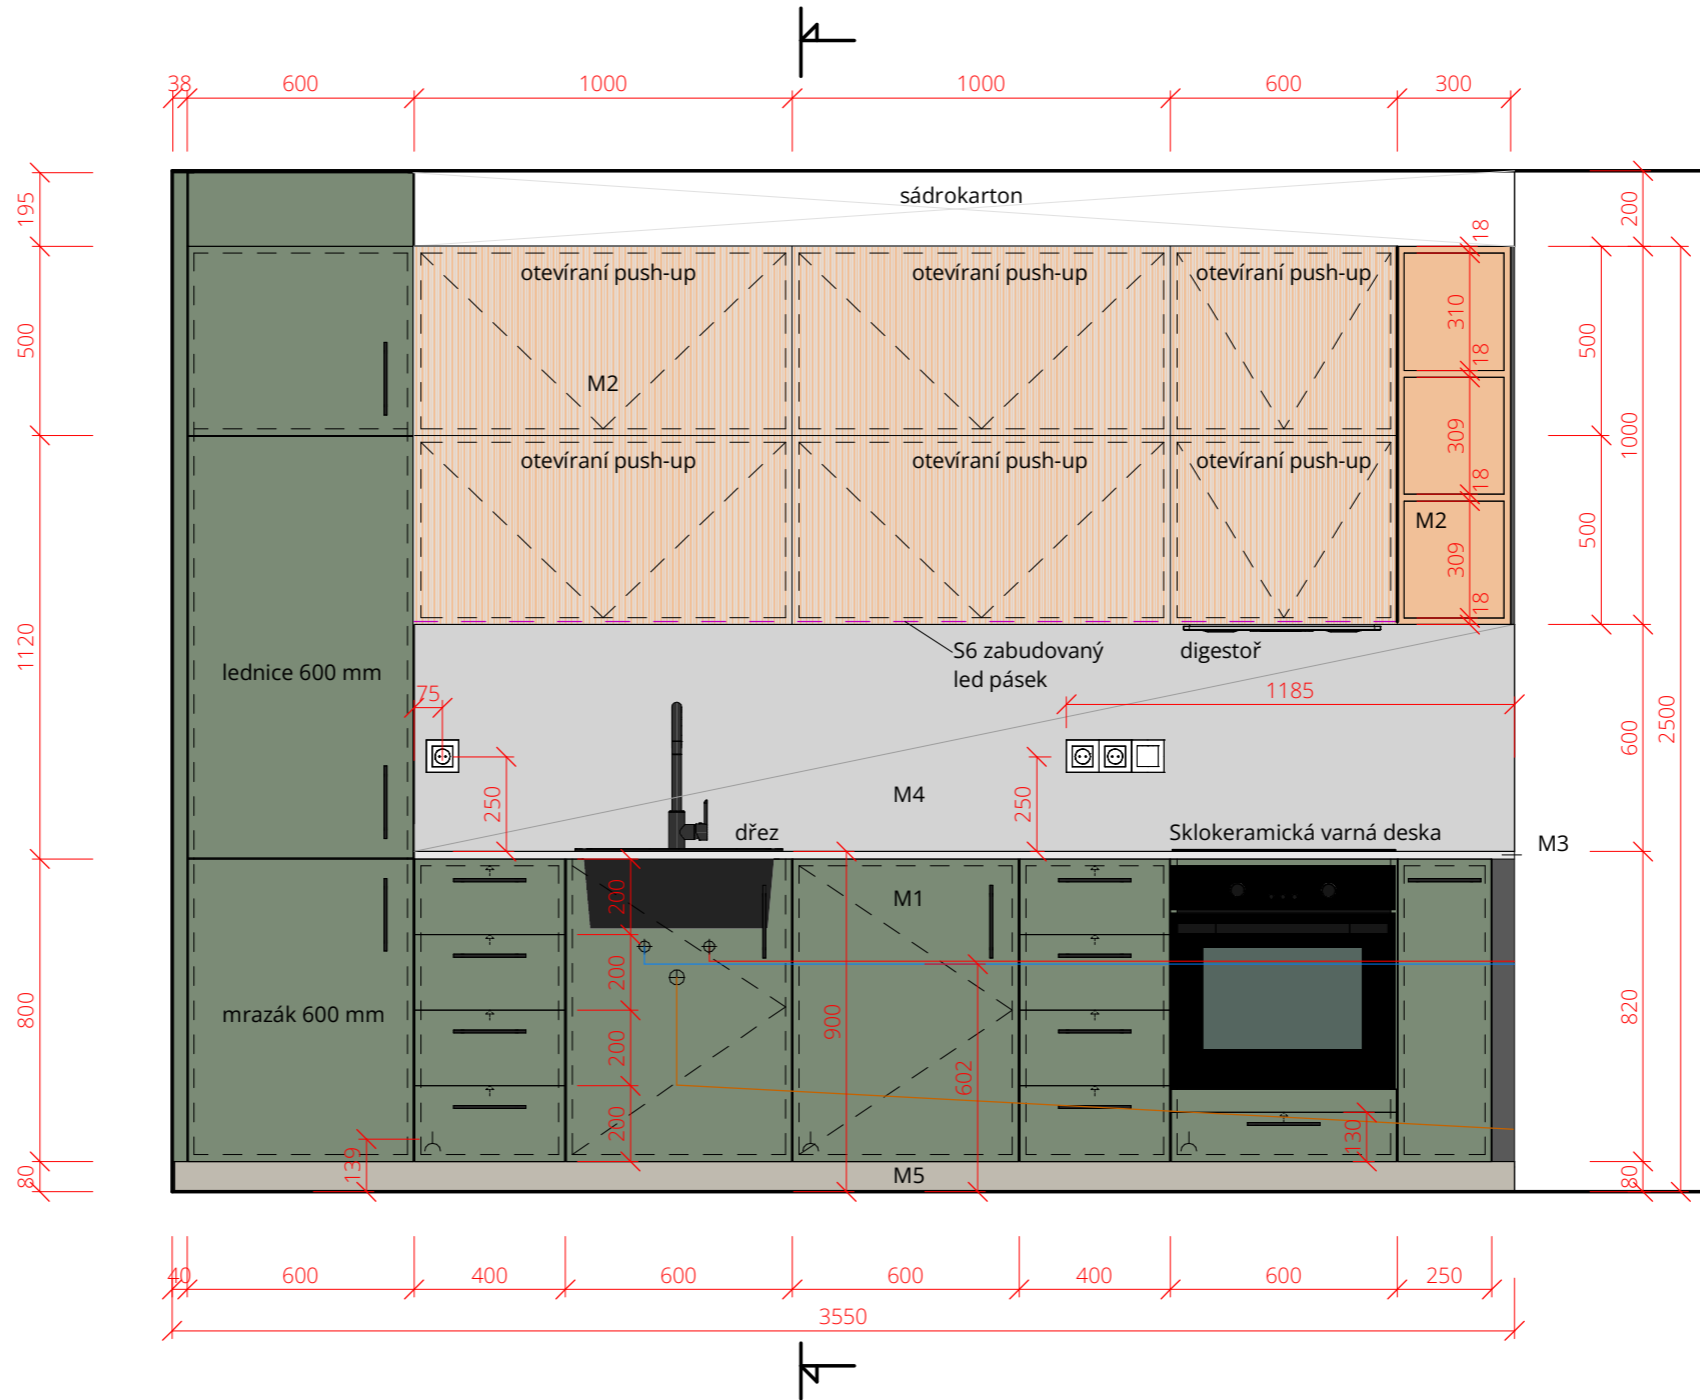 38 600 1000 1000 600 300
195
sádrokarton
200
18
otevíraní push-up otevíraní push-up otevíraní push-up
500
310
500
18
M2
1000
309
otevíraní push-up otevíraní push-up otevíraní push-up
18
M2
500
309
18
1120
S6 zabudovaný
led pásek
digestoř
lednice 600 mm
75
1185
600
2500
250
250
M4
dřez
Sklokeramická varná deska
M3
200
M1
200
mrazák 600 mm
800
900
820
200
602
200
130
139
80
M5
80
40 600 400 600 600 400 600 250
3550